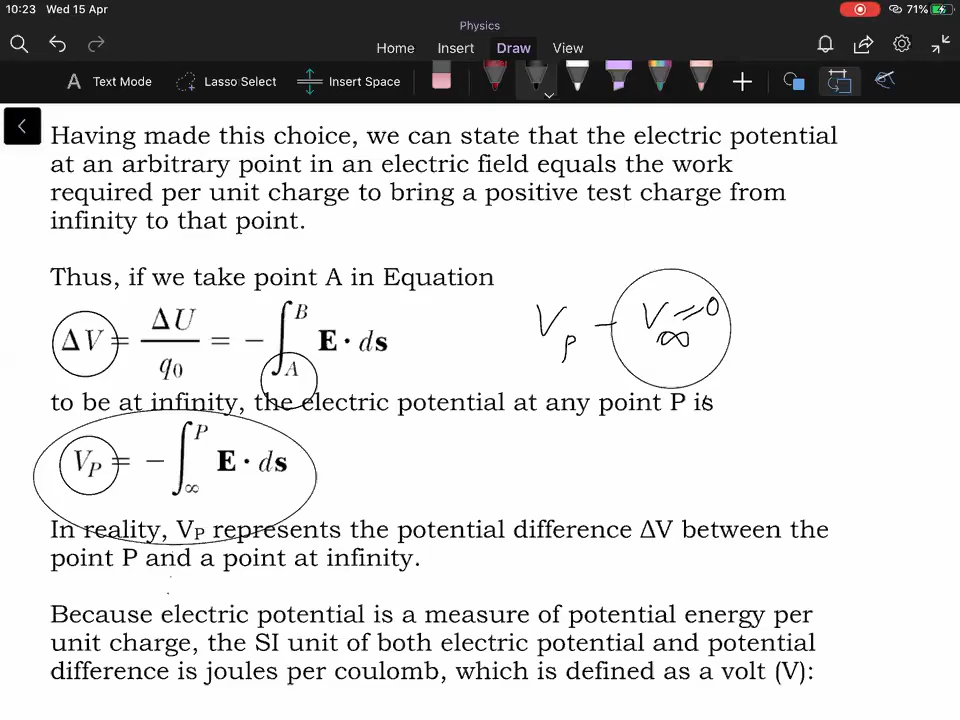 10:23 Wed 15 Apr
71%
Physics
Home Insert Draw View
Text Mode Lasso Select Insert Space
Having made this choice, we can state that the electric potential
at an arbitrary point in an electric field equals the work
required per unit charge to bring a positive test charge from
infinity to that point.
Thus, if we take point A in Equation
ΔV = ΔU / q₀ = − ∫_A^B E · ds
V_P − V_∞ = 0
to be at infinity, the electric potential at any point P is
V_P = − ∫_∞^P E · ds
In reality, V_P represents the potential difference ΔV between the
point P and a point at infinity.
Because electric potential is a measure of potential energy per
unit charge, the SI unit of both electric potential and potential
difference is joules per coulomb, which is defined as a volt (V):